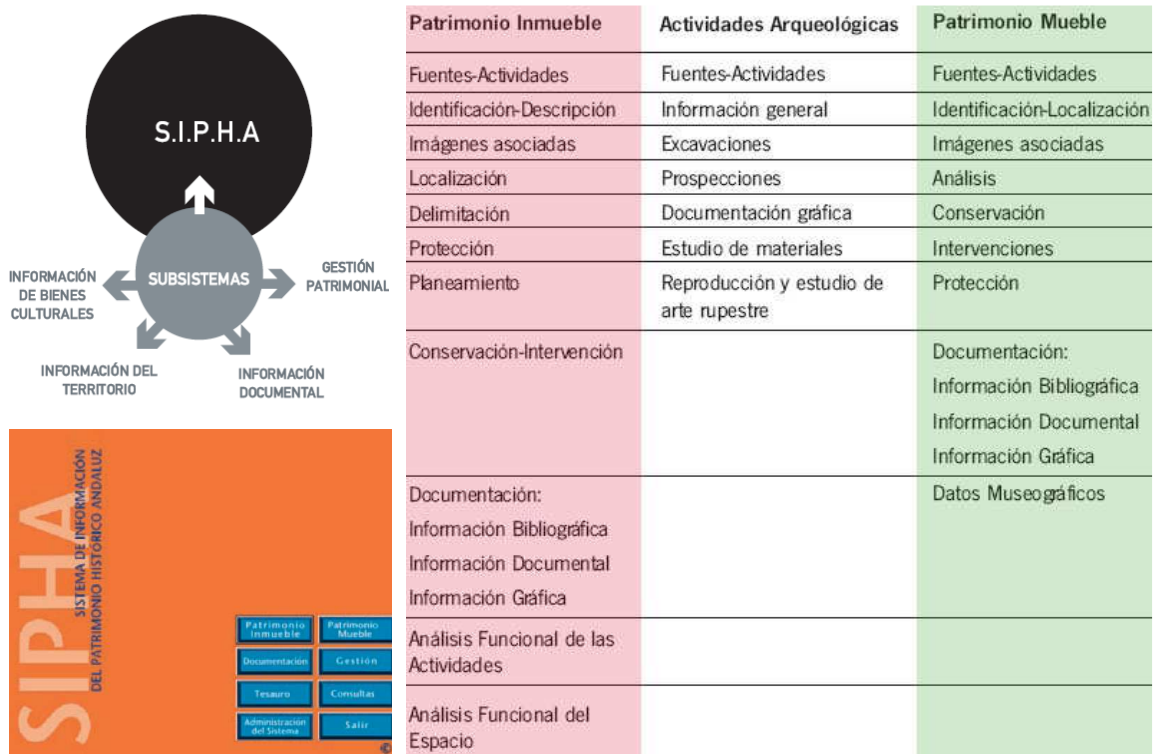 S.I.P.H.A
SUBSISTEMAS
INFORMACIÓN
DE BIENES
CULTURALES
GESTIÓN
PATRIMONIAL
INFORMACIÓN DEL
TERRITORIO
INFORMACIÓN
DOCUMENTAL
SIPHA
SISTEMA DE INFORMACIÓN
DEL PATRIMONIO HISTÓRICO ANDALUZ
Patrimonio
Inmueble
Patrimonio
Mueble
Documentación
Gestión
Tesauro
Consultas
Administración
del Sistema
Salir
©
Patrimonio Inmueble
Actividades Arqueológicas
Patrimonio Mueble
Fuentes-Actividades
Fuentes-Actividades
Fuentes-Actividades
Identificación-Descripción
Información general
Identificación-Localización
Imágenes asociadas
Excavaciones
Imágenes asociadas
Localización
Prospecciones
Análisis
Delimitación
Documentación gráfica
Conservación
Protección
Estudio de materiales
Intervenciones
Planeamiento
Reproducción y estudio de
arte rupestre
Protección
Conservación-Intervención
Documentación:
Información Bibliográfica
Información Documental
Información Gráfica
Documentación:
Información Bibliográfica
Información Documental
Información Gráfica
Datos Museográficos
Análisis Funcional de las
Actividades
Análisis Funcional del
Espacio